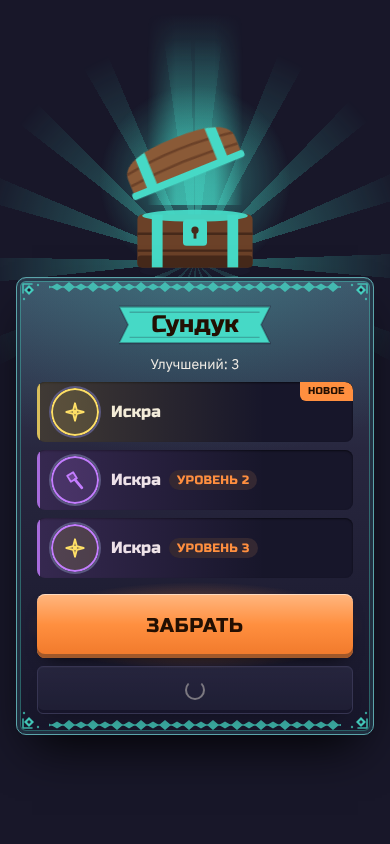 Сундук
Улучшений: 3
НОВОЕ
Искра
Искра УРОВЕНЬ 2
Искра УРОВЕНЬ 3
ЗАБРАТЬ